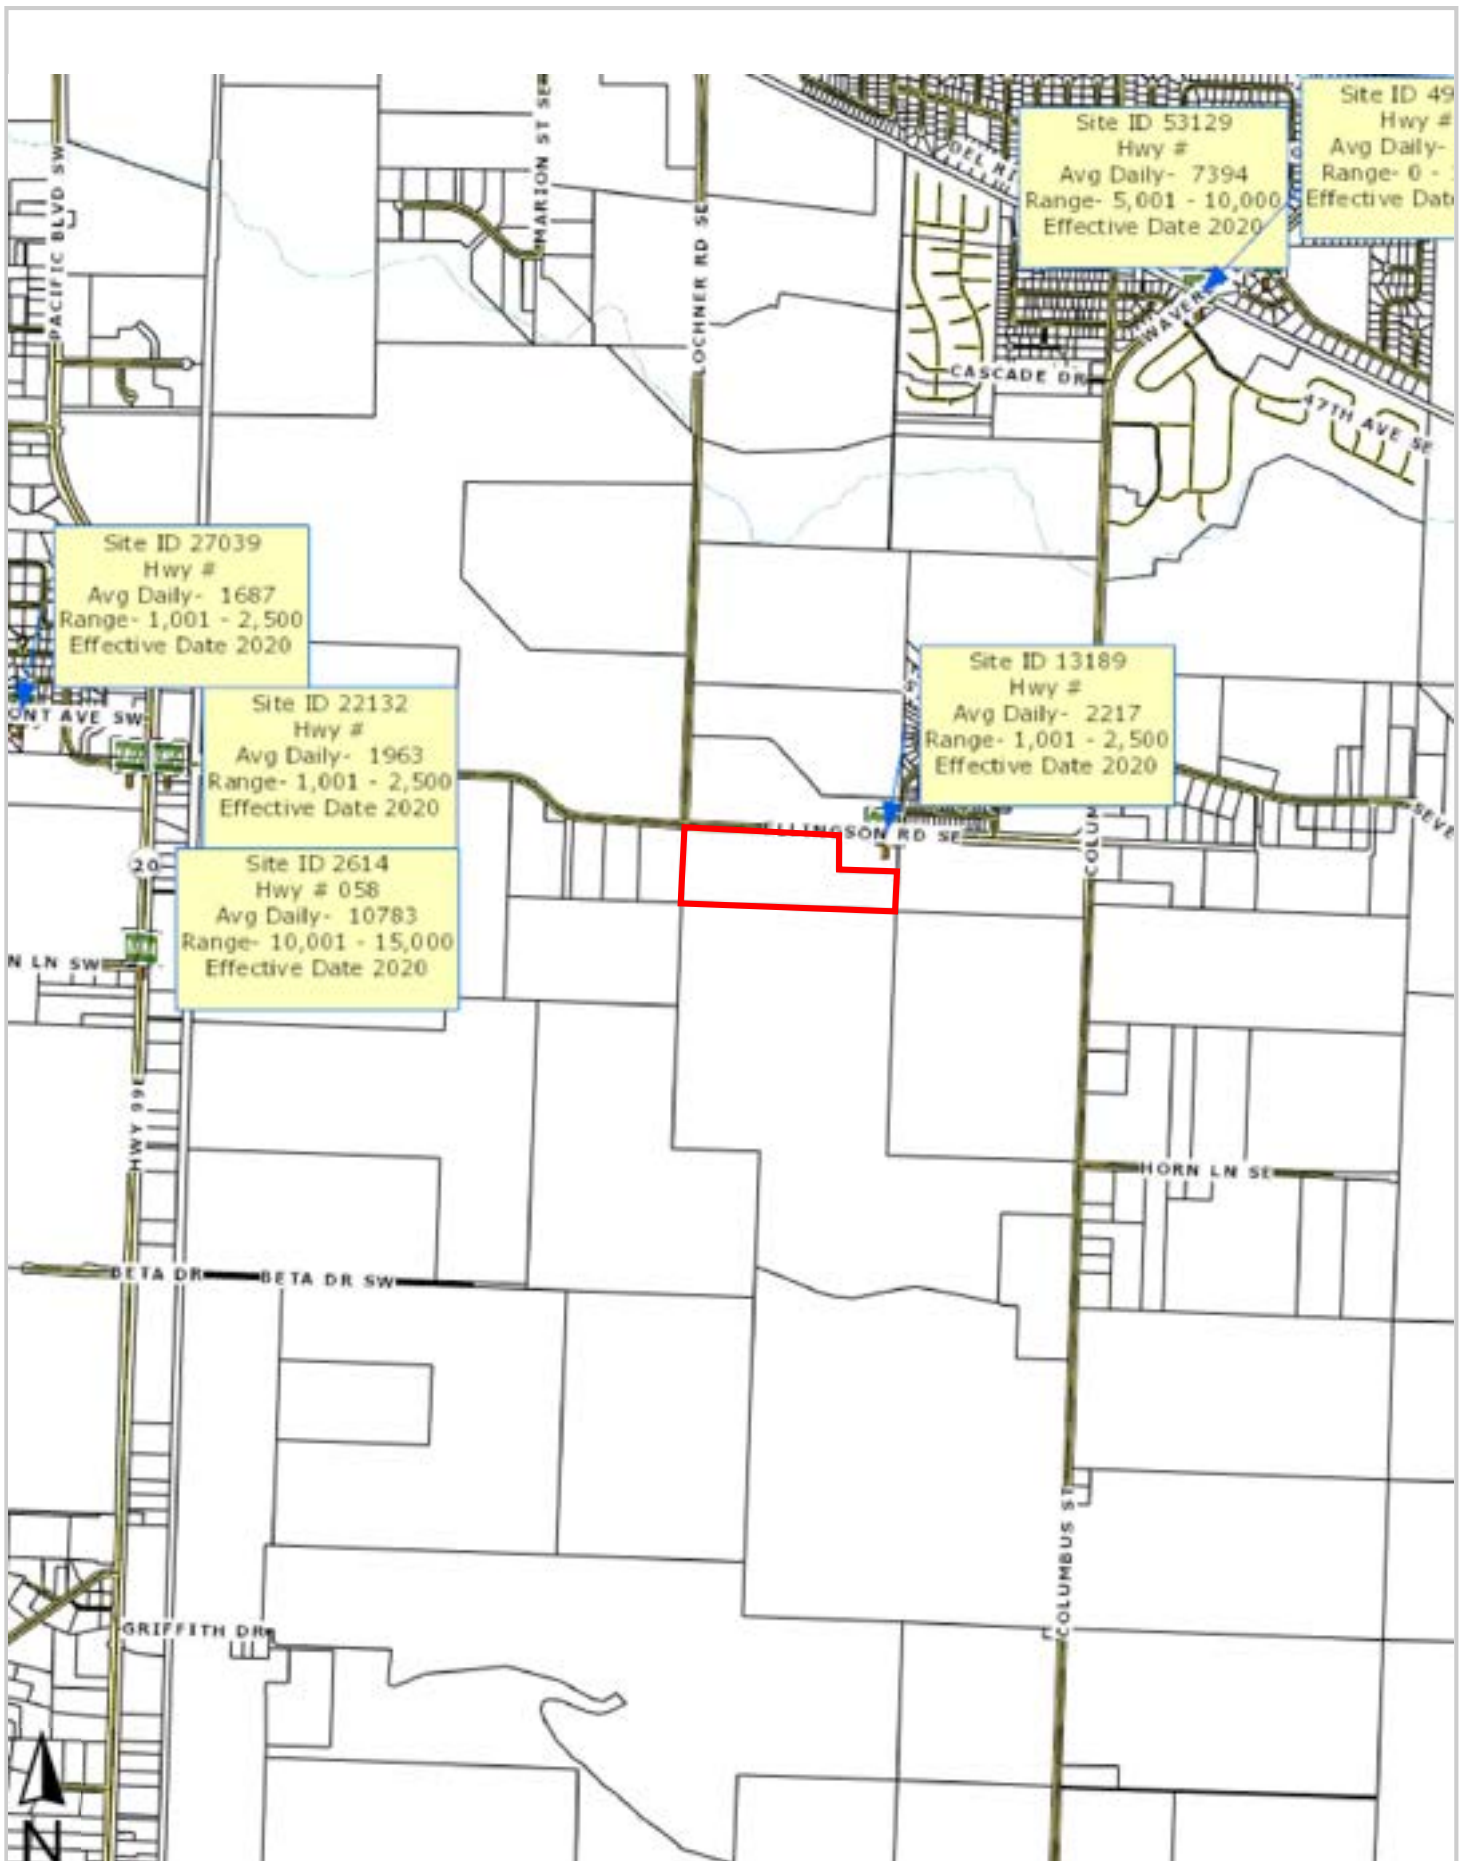 MARION ST SE
Site ID 53129
Hwy #
Avg Daily- 7394
Range- 5,001 - 10,000
Effective Date 2020
Site ID 49
Hwy #
Avg Daily-
Range- 0 -
Effective Date
PACIFIC BLVD SW
LOCHNER RD SE
DEL RI
WAVER
CASCADE DR
47TH AVE SE
Site ID 27039
Hwy #
Avg Daily- 1687
Range- 1,001 - 2,500
Effective Date 2020
Site ID 13189
Hwy #
Avg Daily- 2217
Range- 1,001 - 2,500
Effective Date 2020
ONT AVE SW
Site ID 22132
Hwy #
Avg Daily- 1963
Range- 1,001 - 2,500
Effective Date 2020
ELLINGSON RD SE
COLUM
SEVE
20
Site ID 2614
Hwy # 058
Avg Daily- 10783
Range- 10,001 - 15,000
Effective Date 2020
N LN SW
HWY 99E
HORN LN SE
BETA DR
BETA DR SW
COLUMBUS ST
GRIFFITH DR
N